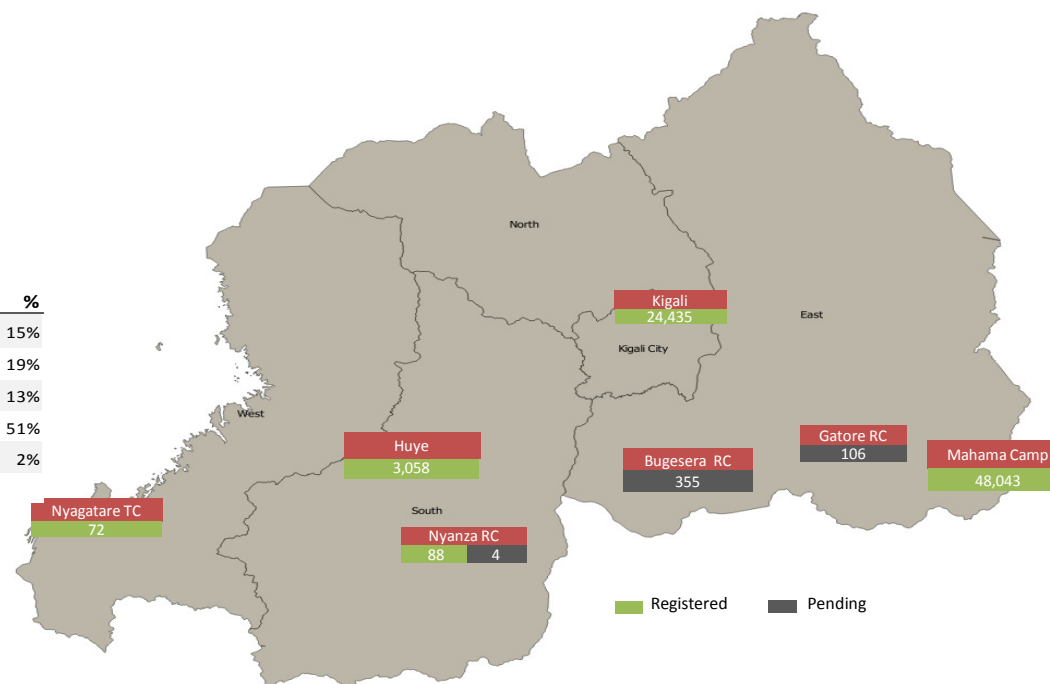 North
%
15%
19%
13%
51%
2%
Kigali
24,435
East
Kigali City
West
Huye
3,058
Gatore RC
106
Bugesera RC
355
Mahama Camp
48,043
Nyagatare TC
72
South
Nyanza RC
88 4
Registered Pending